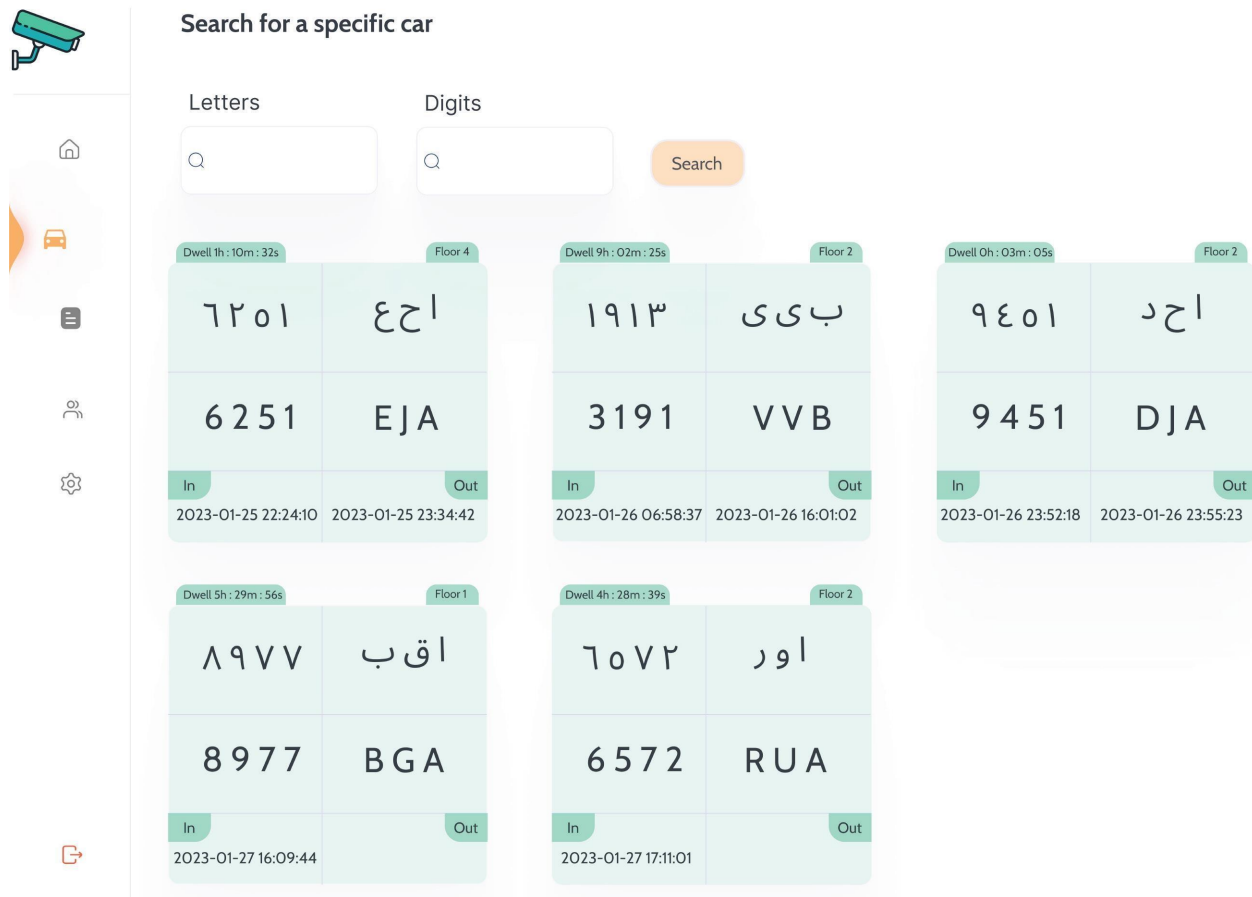 Search for a specific car
Letters
Digits
Search
Dwell 1h : 10m : 32s
Floor 4
٦٢٥١
ا ح ع
6251
EJA
In
Out
2023-01-25 22:24:10
2023-01-25 23:34:42
Dwell 9h : 02m : 25s
Floor 2
١٩١٣
ب ى ى
3191
VVB
In
Out
2023-01-26 06:58:37
2023-01-26 16:01:02
Dwell 0h : 03m : 05s
Floor 2
٩٤٥١
ا ح د
9451
DJA
In
Out
2023-01-26 23:52:18
2023-01-26 23:55:23
Dwell 5h : 29m : 56s
Floor 1
٨٩٧٧
ا ق ب
8977
BGA
In
Out
2023-01-27 16:09:44
Dwell 4h : 28m : 39s
Floor 2
٦٥٧٢
ا و ر
6572
RUA
In
Out
2023-01-27 17:11:01